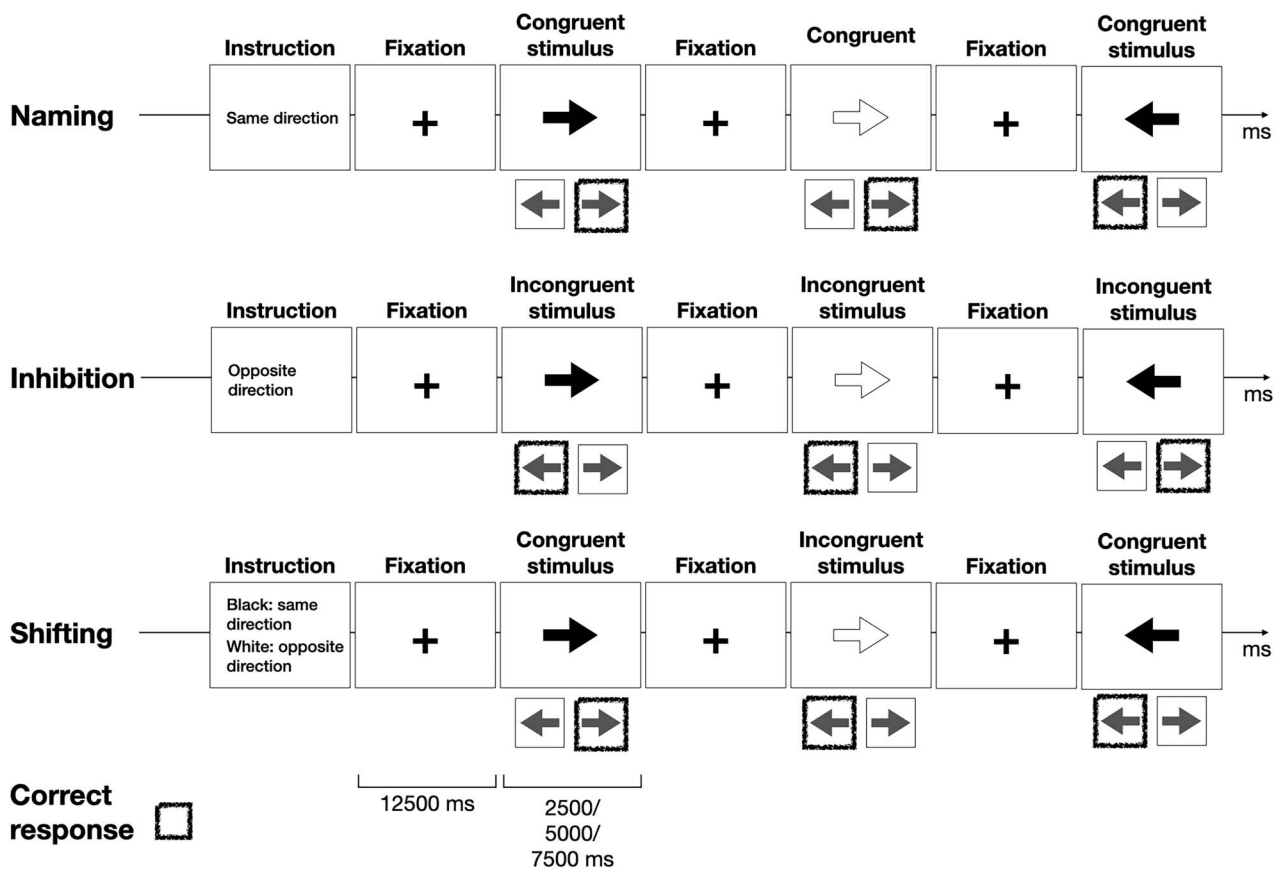 Instruction
Fixation
Congruent
stimulus
Fixation
Congruent
Fixation
Congruent
stimulus
Naming
Same direction
+
+
+
ms
Instruction
Fixation
Incongruent
stimulus
Fixation
Incongruent
stimulus
Fixation
Incongruent
stimulus
Inhibition
Opposite
direction
+
+
+
ms
Instruction
Fixation
Congruent
stimulus
Fixation
Incongruent
stimulus
Fixation
Congruent
stimulus
Shifting
Black: same
direction
White: opposite
direction
+
+
+
ms
Correct
response
12500 ms
2500/
5000/
7500 ms